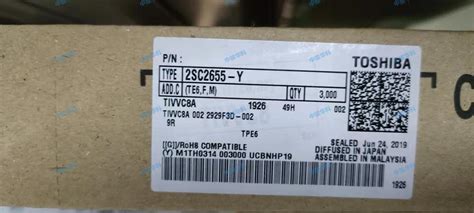 P/N:
TOSHIBA
TYPE 2SC2655-Y
ADD.C (TE6,F,M) QTY 3,000
TIVVC8A 1926 49H 002
TIVVC8A 002 2929F3D-002
9R
TPE6
SEALED Jun 24, 2019
DIFFUSED IN JAPAN
ASSEMBLED IN MALAYSIA
[[G]]/RoHS COMPATIBLE
(Y) M1TH0314 003000 UCBNHP19
1926